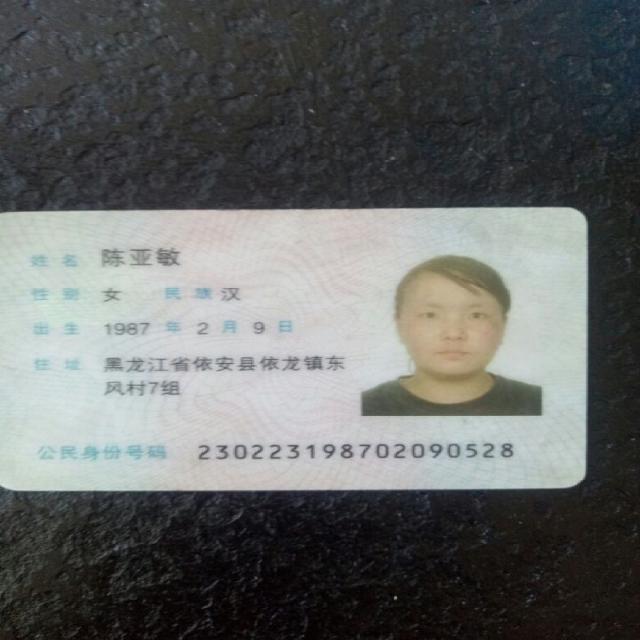 姓名 陈亚敏
性别 女 民族 汉
出生 1987 年 2 月 9 日
住址 黑龙江省依安县依龙镇东
风村7组
公民身份号码 230223198702090528